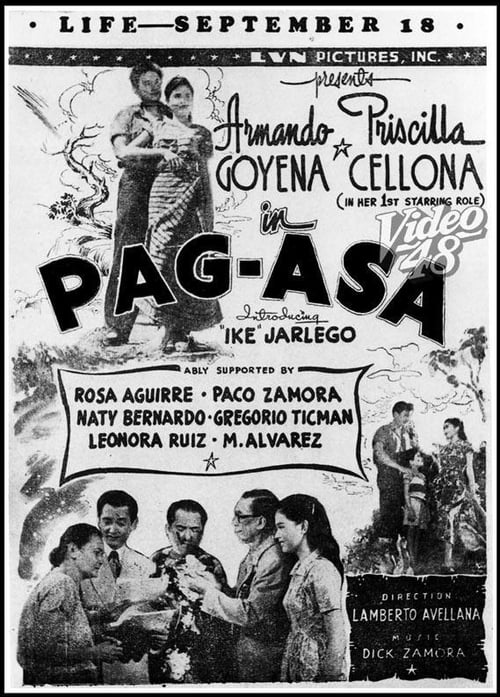 • LIFE—SEPTEMBER 18 •
LVN PICTURES, INC.
presents
Armando Priscilla
GOYENA ☆ CELLONA
(IN HER 1ST STARRING ROLE)
in
Video 48
PAG-ASA
Introducing
"IKE" JARLEGO
ABLY SUPPORTED BY
ROSA AGUIRRE • PACO ZAMORA
NATY BERNARDO • GREGORIO TICMAN
LEONORA RUIZ • M. ALVAREZ
DIRECTION
LAMBERTO AVELLANA
MUSIC
DICK ZAMORA